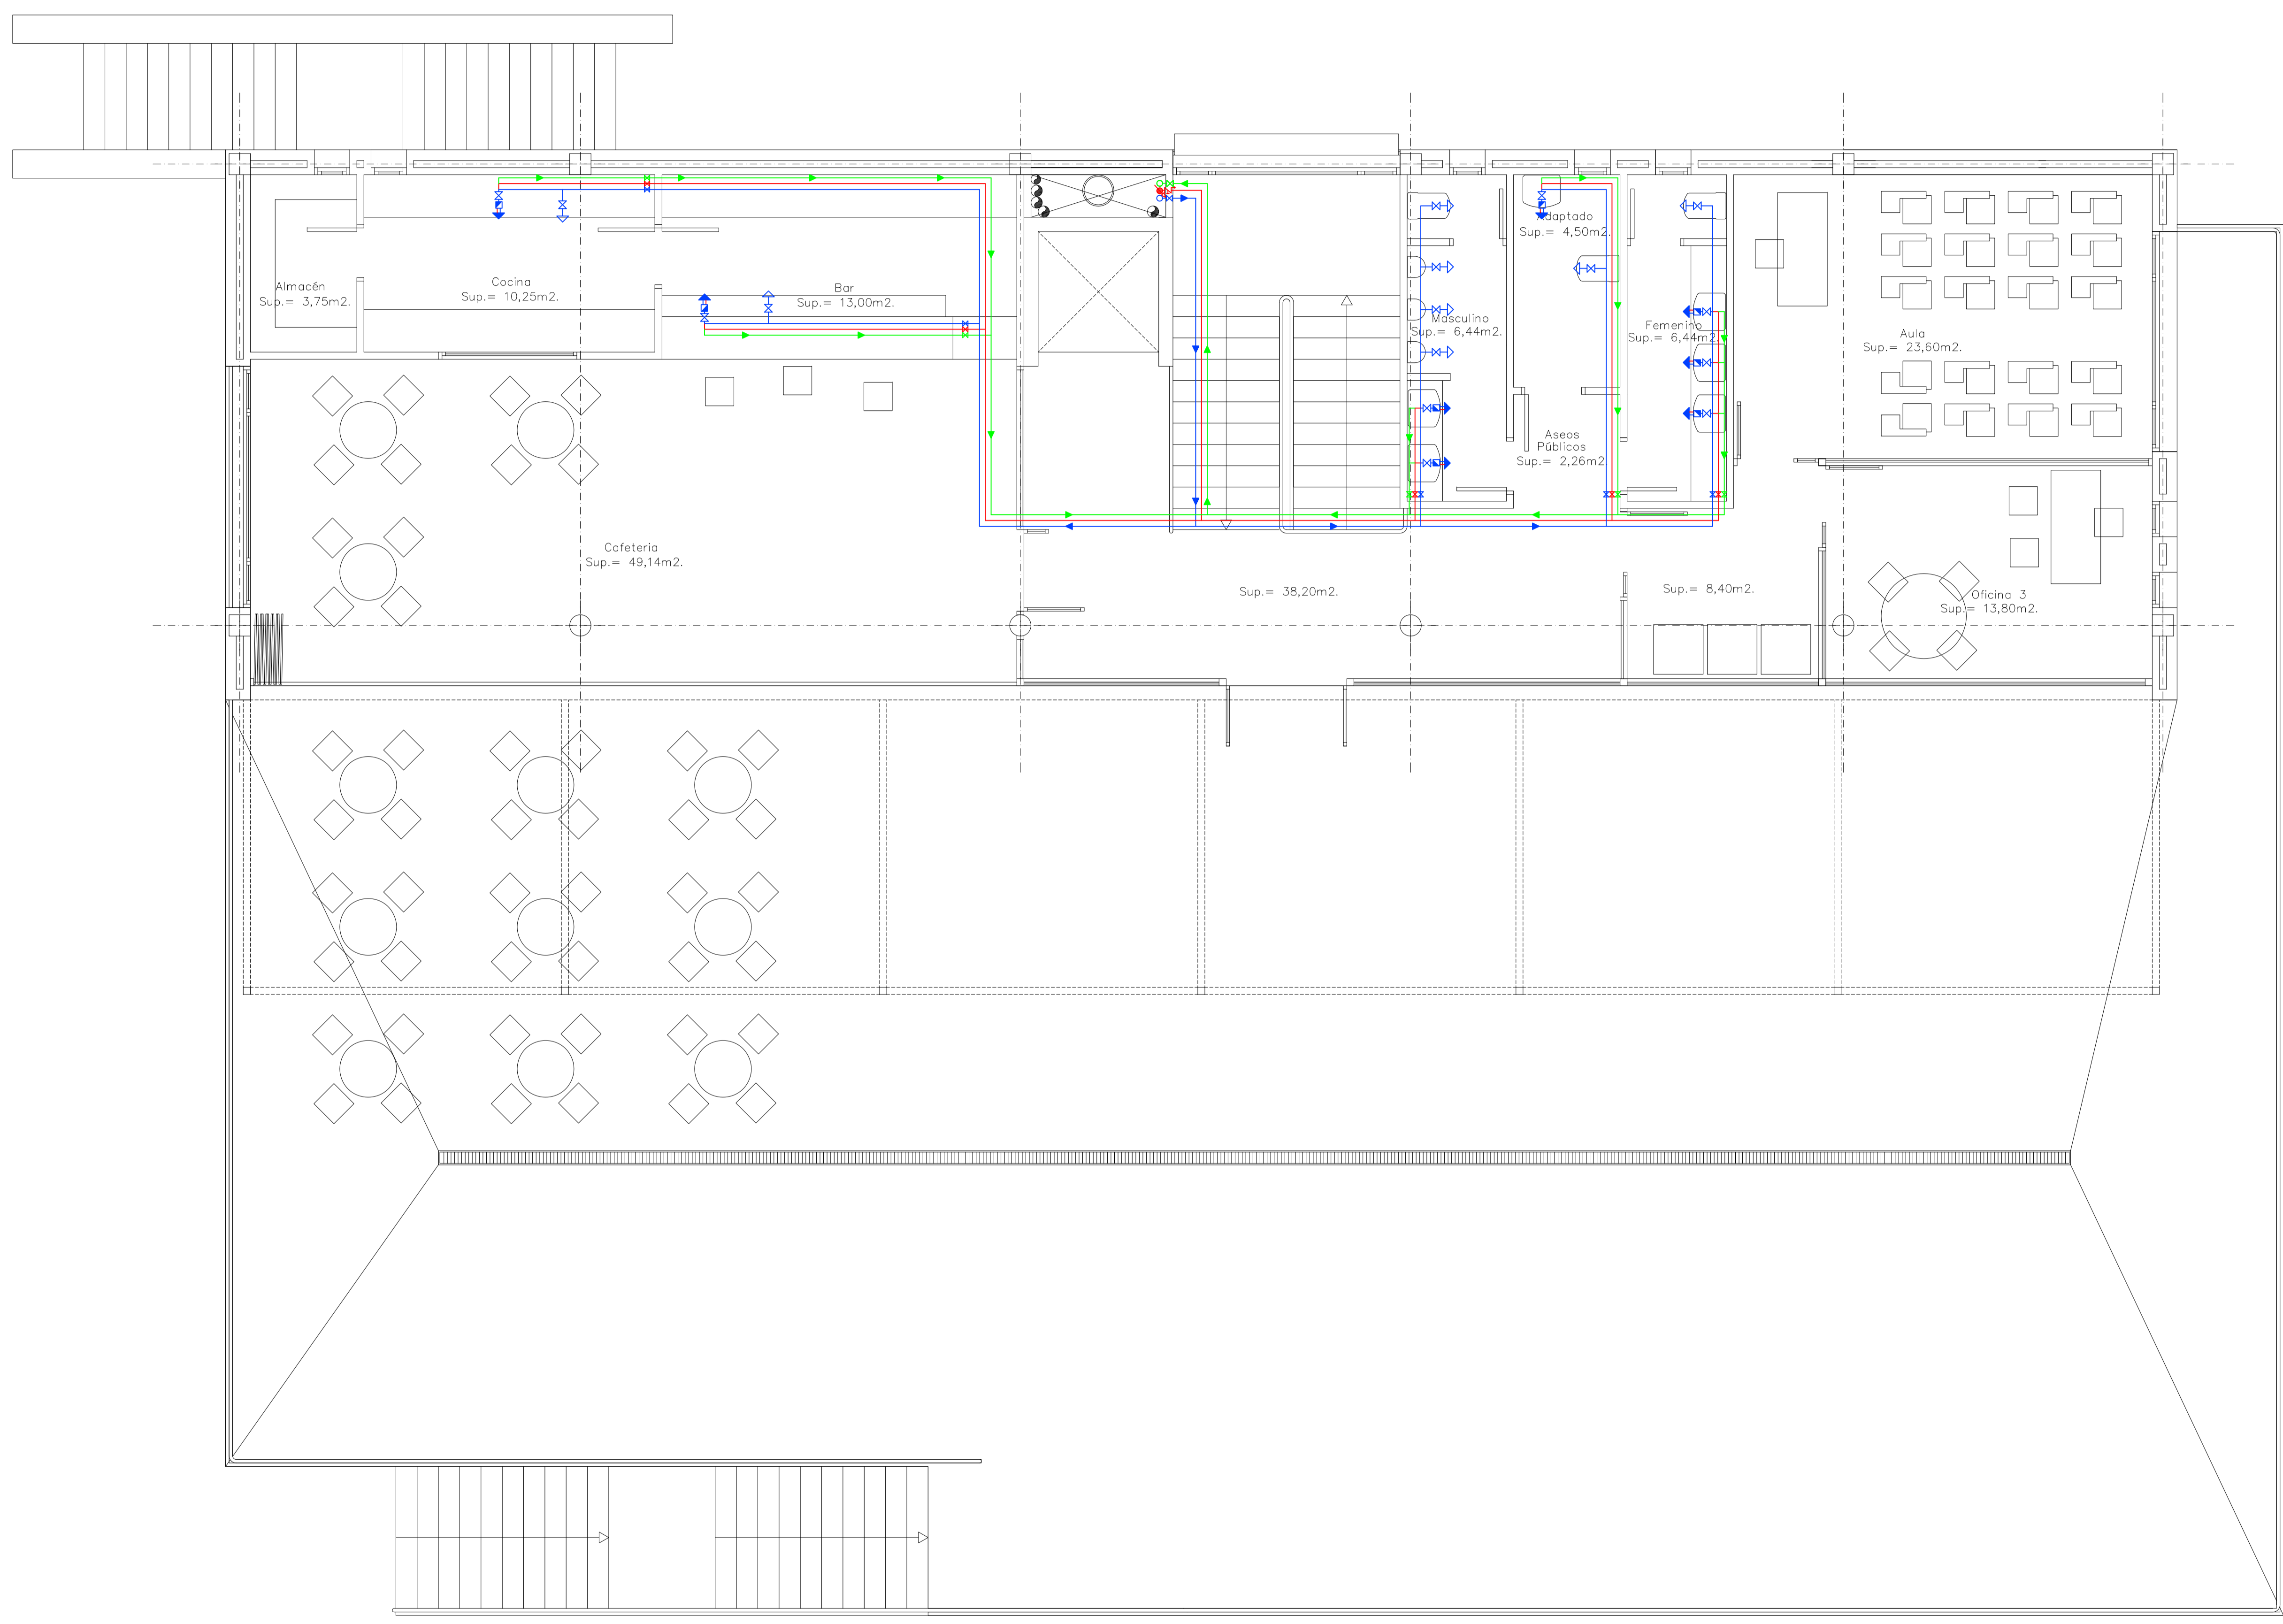 Adaptado
Sup.= 4,50m2.
Almacén
Sup.= 3,75m2.
Cocina
Sup.= 10,25m2.
Bar
Sup.= 13,00m2.
Masculino
Sup.= 6,44m2.
Femenino
Sup.= 6,44m2.
Aula
Sup.= 23,60m2.
Aseos
Públicos
Sup.= 2,26m2.
Cafeteria
Sup.= 49,14m2.
Sup.= 38,20m2.
Sup.= 8,40m2.
Oficina 3
Sup.= 13,80m2.